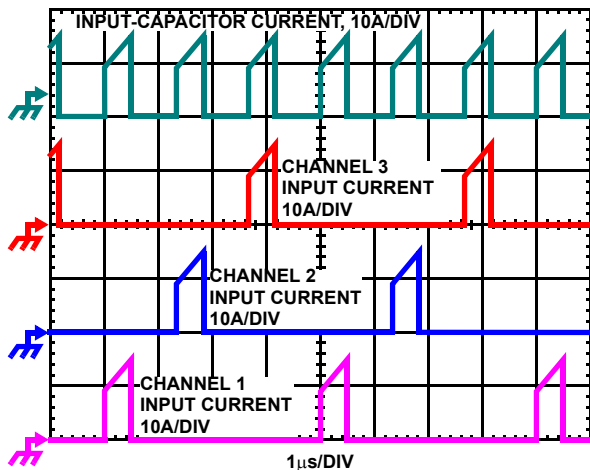 INPUT-CAPACITOR CURRENT, 10A/DIV
CHANNEL 3
INPUT CURRENT
10A/DIV
CHANNEL 2
INPUT CURRENT
10A/DIV
CHANNEL 1
INPUT CURRENT
10A/DIV
1µs/DIV